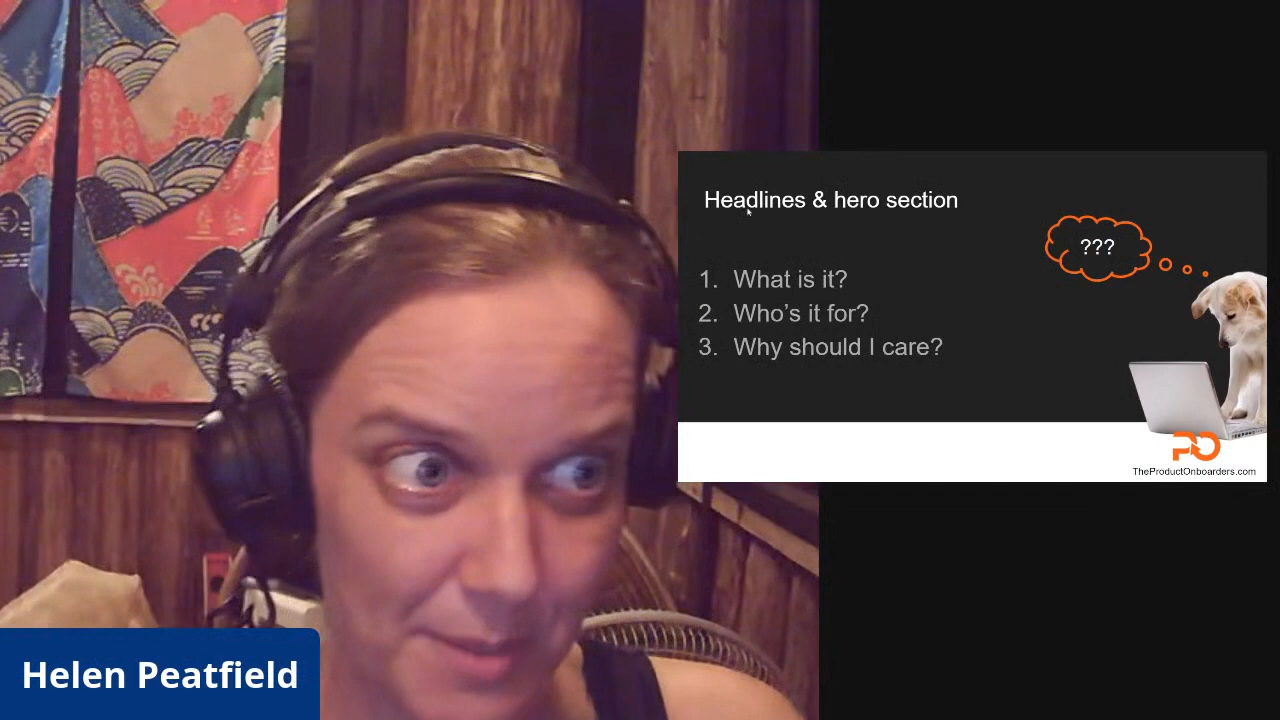 Headlines & hero section
???
1. What is it?
2. Who's it for?
3. Why should I care?
PO
TheProductOnboarders.com
Helen Peatfield